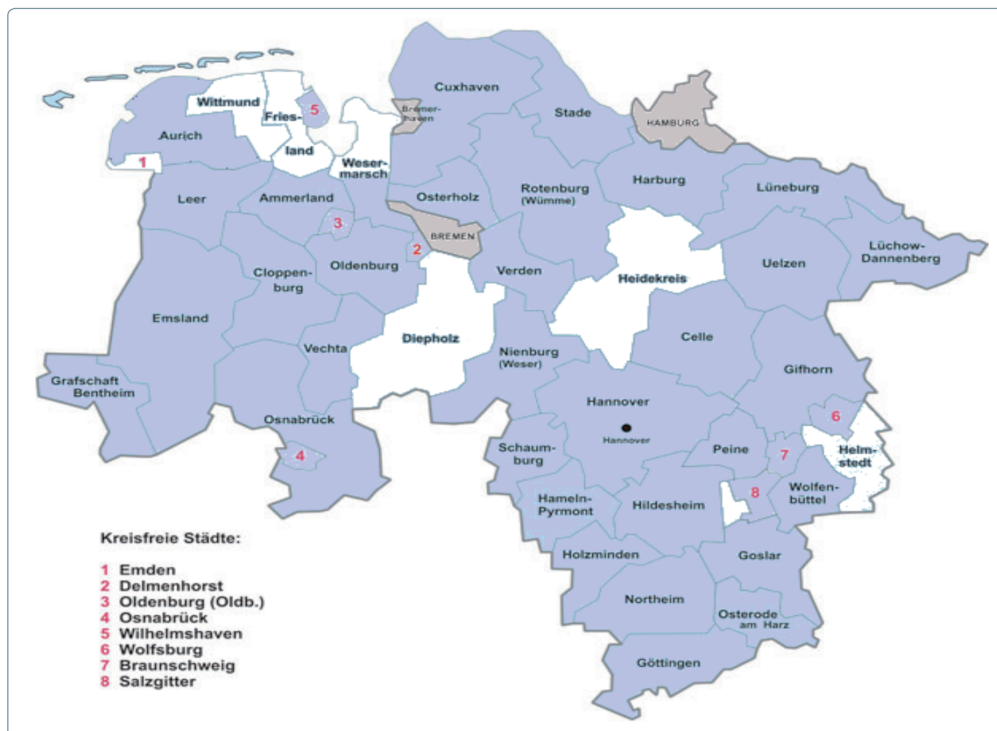 Cuxhaven
Wittmund
Stade
Bremer-
haven
5
Fries-
HAMBURG
Aurich
land
1
Weser-
marsch
Harburg
Lüneburg
Rotenburg
(Wümme)
Leer
Ammerland
Osterholz
3
BREMEN
2
Lüchow-
Dannenberg
Oldenburg
Verden
Uelzen
Cloppen-
burg
Heidekreis
Emsland
Diepholz
Celle
Vechta
Nienburg
(Weser)
Gifhorn
Grafschaft
Bentheim
Hannover
Osnabrück
6
Hannover
Schaum-
burg
Peine
7
Helm-
stedt
4
8
Wolfen-
büttel
Hameln-
Pyrmont
Hildesheim
Holzminden
Goslar
Northeim
Osterode
am Harz
Göttingen
Kreisfreie Städte:
1 Emden
2 Delmenhorst
3 Oldenburg (Oldb.)
4 Osnabrück
5 Wilhelmshaven
6 Wolfsburg
7 Braunschweig
8 Salzgitter